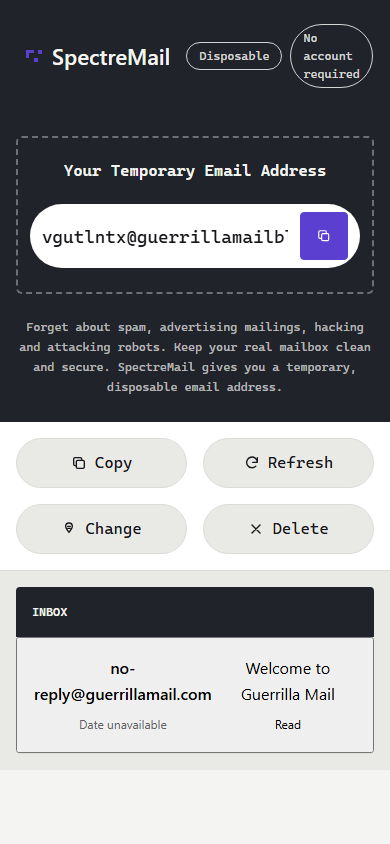 SpectreMail
Disposable
No
account
required
Your Temporary Email Address
vgutlntx@guerrillamailb
Forget about spam, advertising mailings, hacking
and attacking robots. Keep your real mailbox clean
and secure. SpectreMail gives you a temporary,
disposable email address.
Copy
Refresh
Change
Delete
INBOX
no-
reply@guerrillamail.com
Date unavailable
Welcome to
Guerrilla Mail
Read